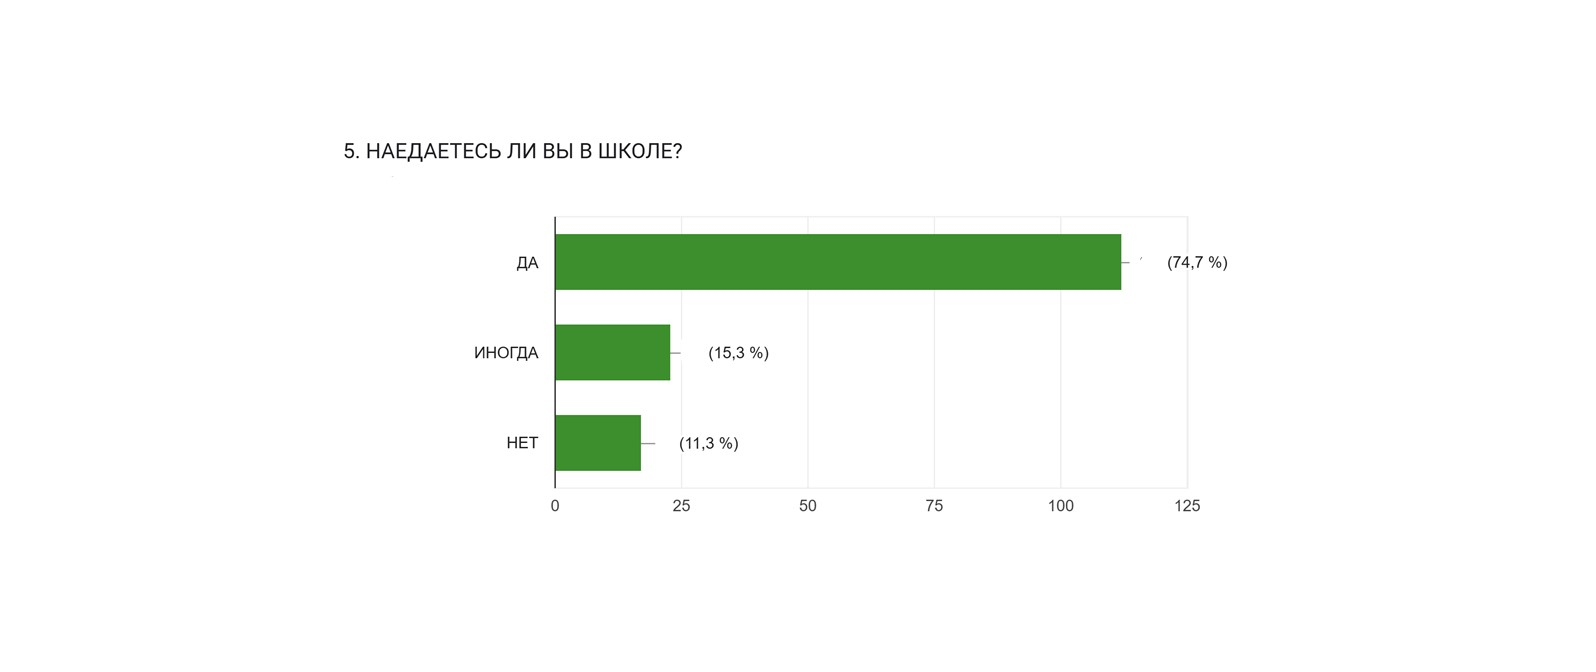 5. НАЕДАЕТЕСЬ ЛИ ВЫ В ШКОЛЕ?
ДА (74,7 %)
ИНОГДА (15,3 %)
НЕТ (11,3 %)
0 25 50 75 100 125